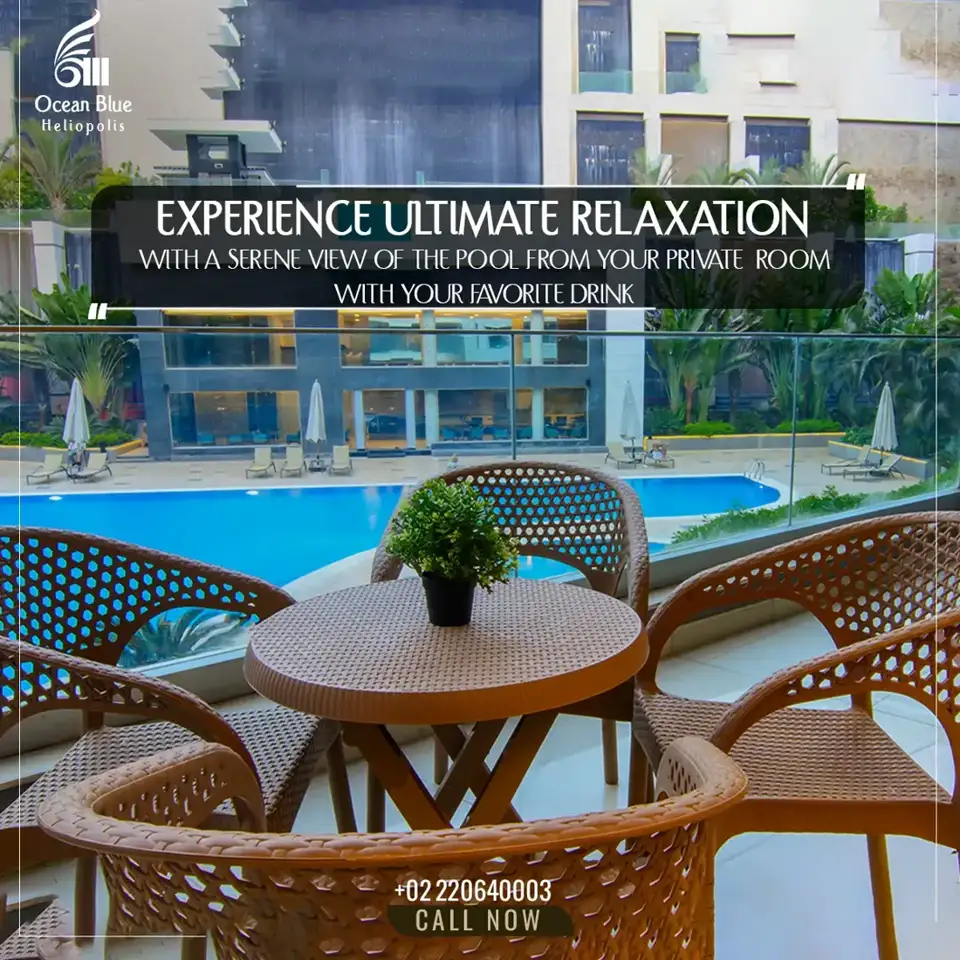 Ocean Blue
Heliopolis
EXPERIENCE ULTIMATE RELAXATION
WITH A SERENE VIEW OF THE POOL FROM YOUR PRIVATE ROOM
WITH YOUR FAVORITE DRINK
+02 220640003
CALL NOW